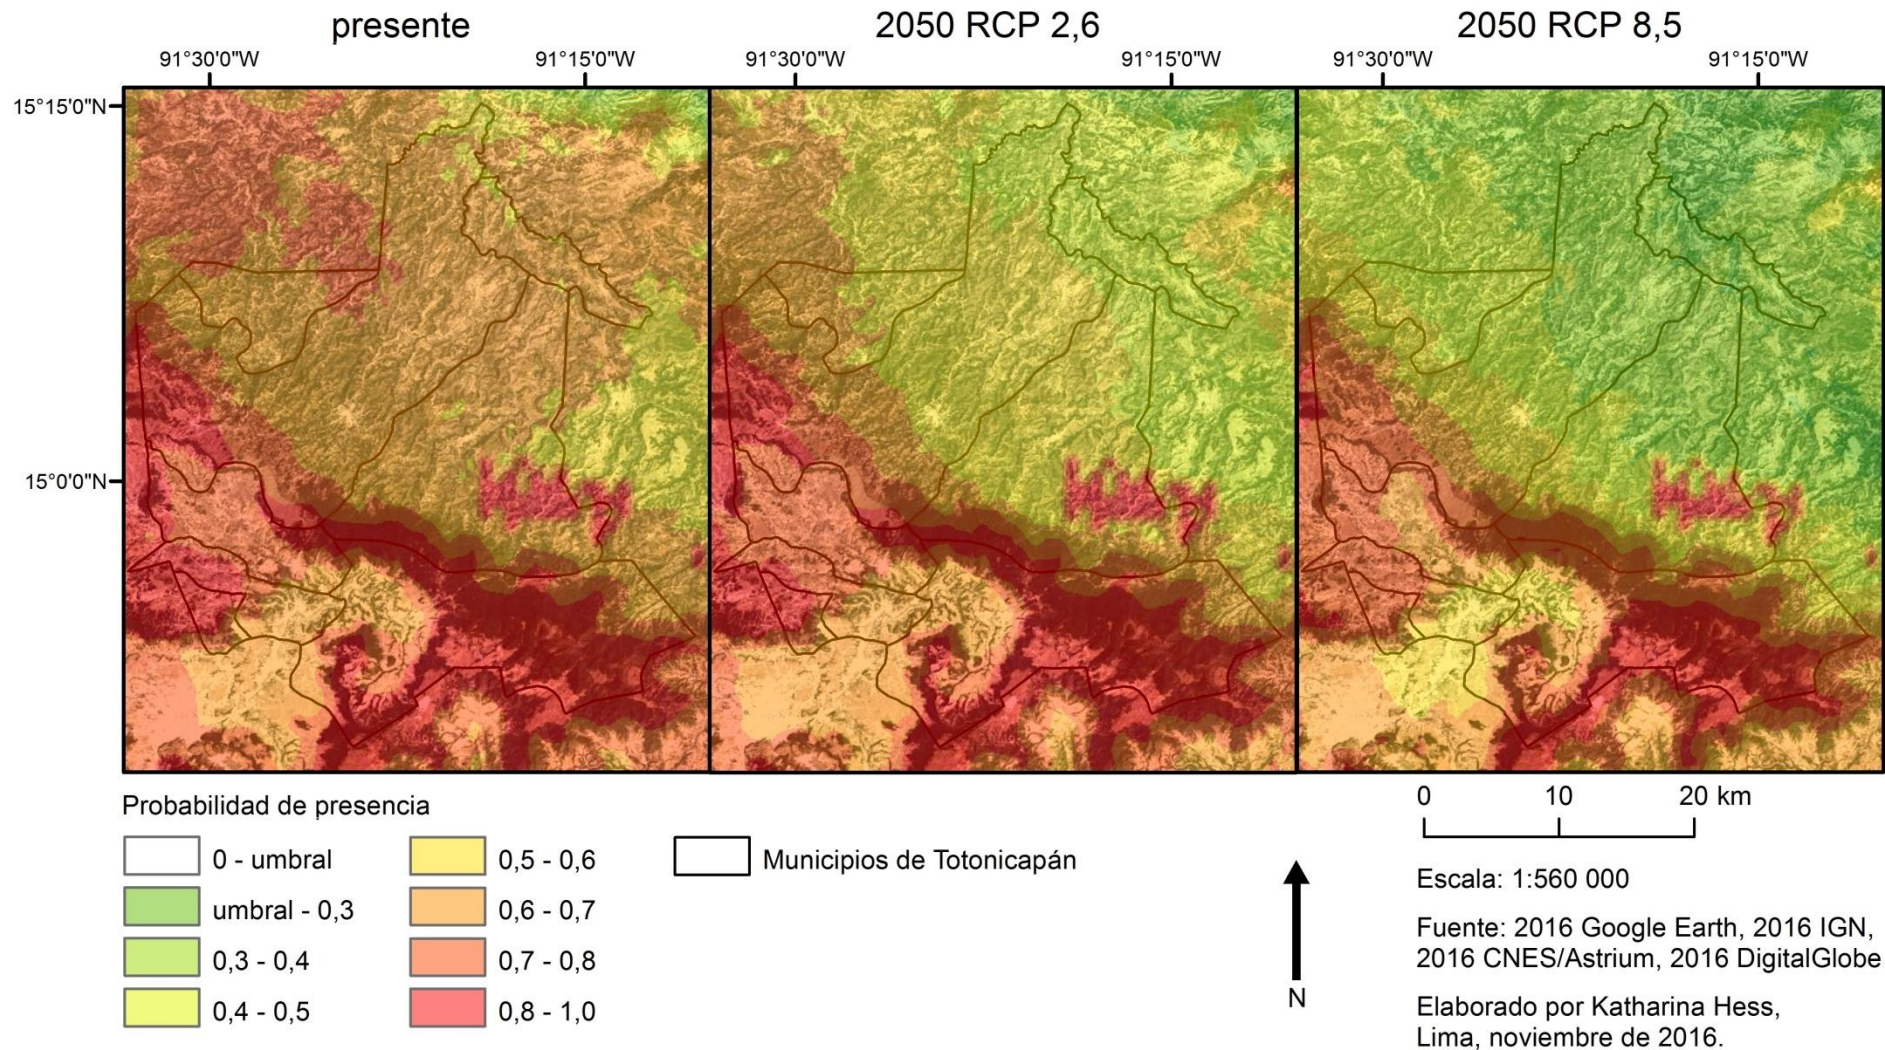 presente
2050 RCP 2,6
2050 RCP 8,5
91°30'0"W
91°15'0"W
91°30'0"W
91°15'0"W
91°30'0"W
91°15'0"W
15°15'0"N
15°0'0"N
Probabilidad de presencia
0 - umbral
umbral - 0,3
0,3 - 0,4
0,4 - 0,5
0,5 - 0,6
0,6 - 0,7
0,7 - 0,8
0,8 - 1,0
Municipios de Totonicapán
N
0 10 20 km
Escala: 1:560 000
Fuente: 2016 Google Earth, 2016 IGN,
2016 CNES/Astrium, 2016 DigitalGlobe
Elaborado por Katharina Hess,
Lima, noviembre de 2016.